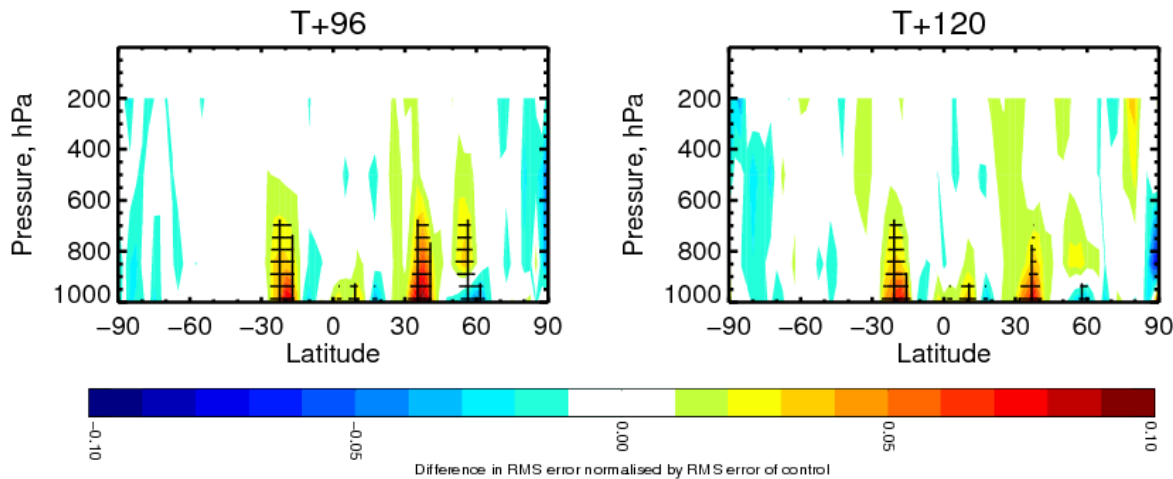 T+96
T+120
Pressure, hPa
200
400
600
800
1000
−90 −60 −30 0 30 60 90
Latitude
Pressure, hPa
200
400
600
800
1000
−90 −60 −30 0 30 60 90
Latitude
−0.10
−0.05
0.00
0.05
0.10
Difference in RMS error normalised by RMS error of control